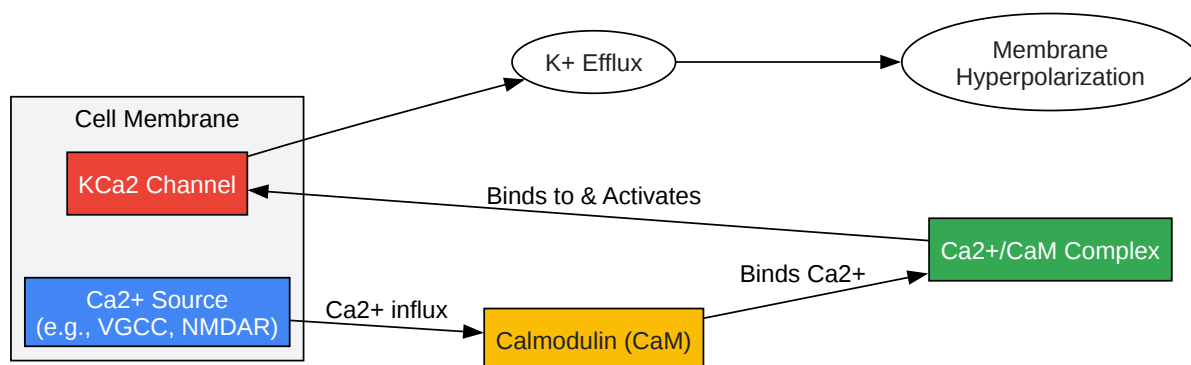 K+ Efflux
Membrane
Hyperpolarization
Cell Membrane
KCa2 Channel
Binds to & Activates
Ca2+/CaM Complex
Binds Ca2+
Ca2+ Source
(e.g., VGCC, NMDAR)
Ca2+ influx
Calmodulin (CaM)